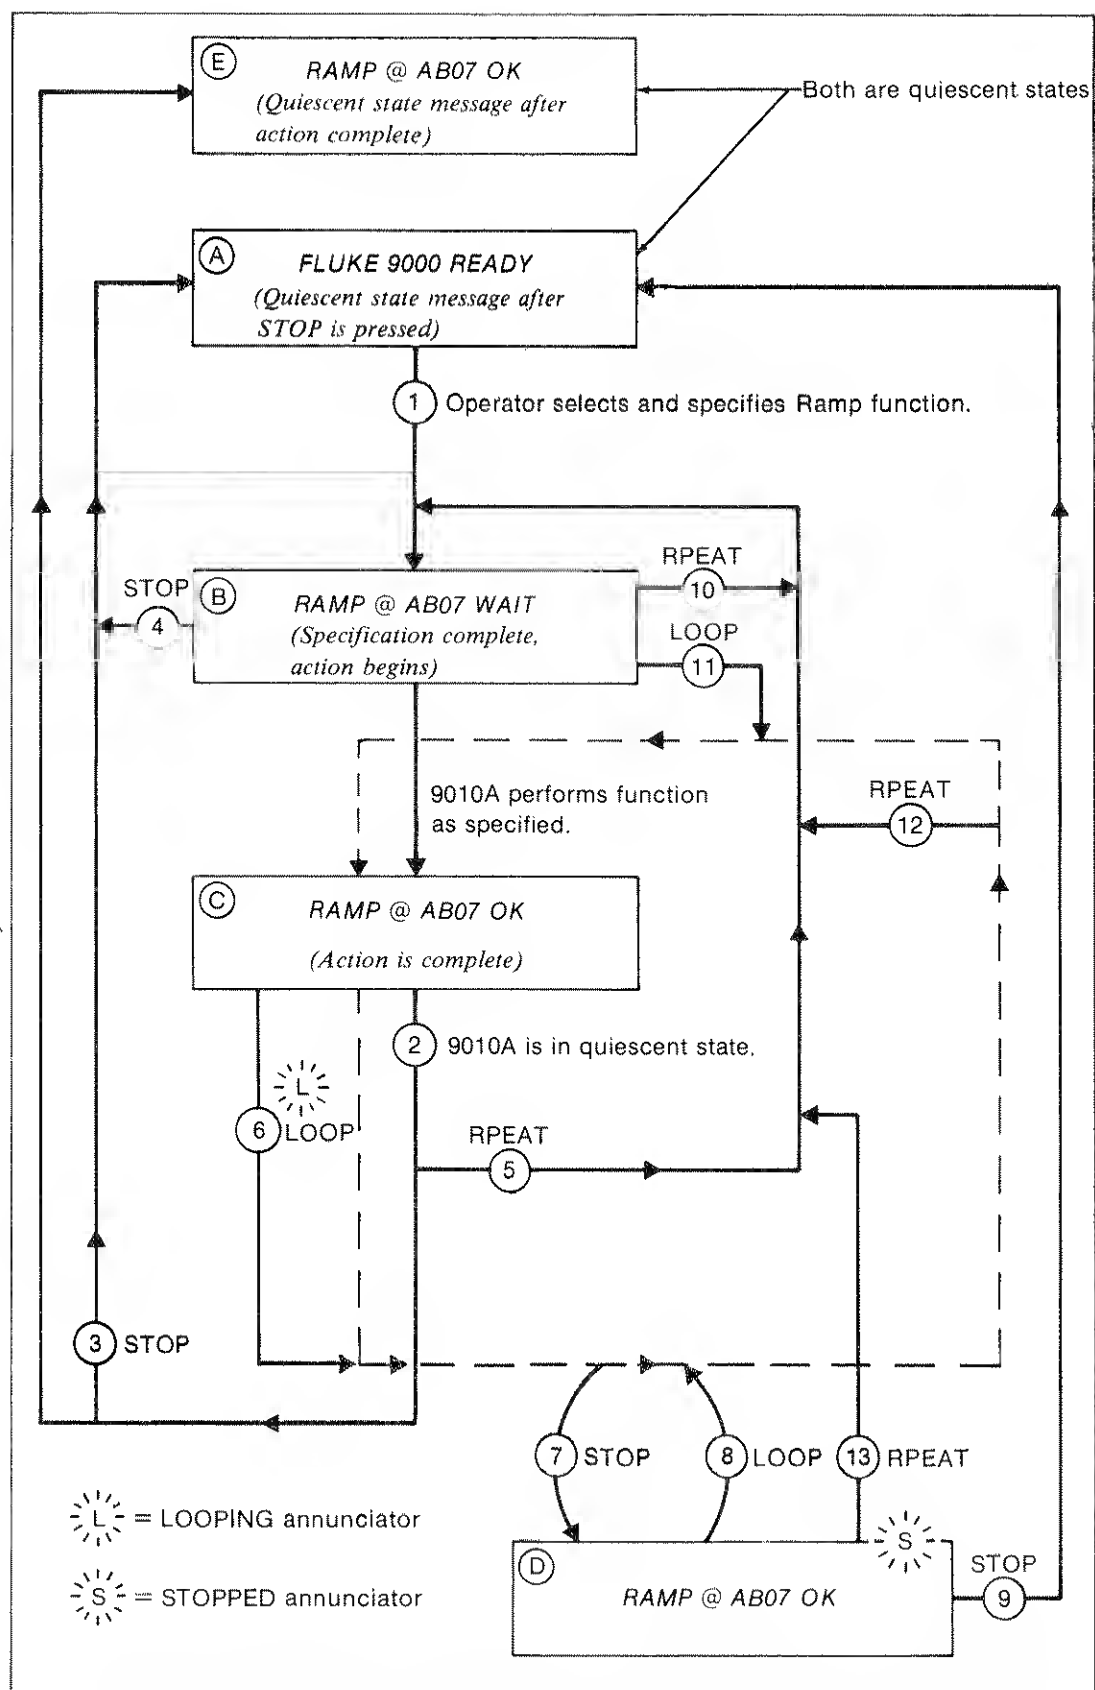 E
RAMP @ AB07 OK
(Quiescent state message after
action complete)
Both are quiescent states
A
FLUKE 9000 READY
(Quiescent state message after
STOP is pressed)
1 Operator selects and specifies Ramp function.
STOP
4
B
RAMP @ AB07 WAIT
(Specification complete,
action begins)
RPEAT
10
LOOP
11
9010A performs function
as specified.
RPEAT
12
C
RAMP @ AB07 OK
(Action is complete)
2 9010A is in quiescent state.
L
6 LOOP
RPEAT
5
3 STOP
7 STOP
8 LOOP
13 RPEAT
L = LOOPING annunciator
S = STOPPED annunciator
D
RAMP @ AB07 OK
S
STOP
9